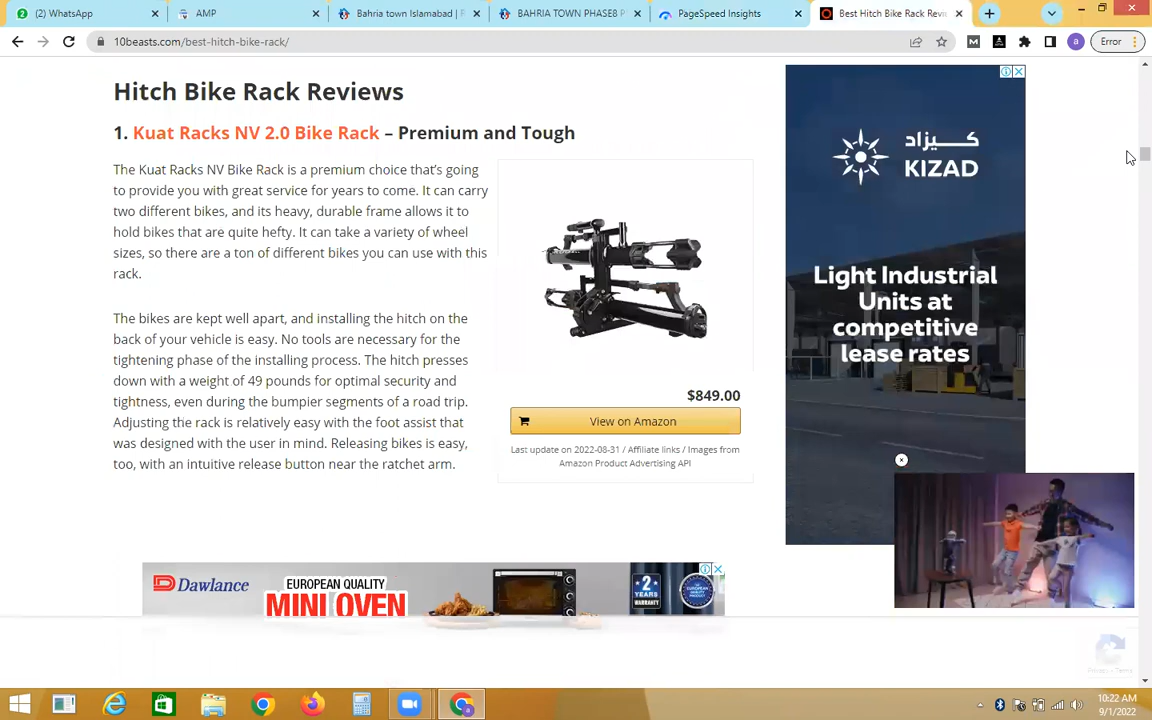 (2) WhatsApp
AMP
Bahria town Islamabad | F
BAHRIA TOWN PHASE8 P
PageSpeed Insights
Best Hitch Bike Rack Revi
10beasts.com/best-hitch-bike-rack/
M
a
Error
Hitch Bike Rack Reviews
1. Kuat Racks NV 2.0 Bike Rack – Premium and Tough
The Kuat Racks NV Bike Rack is a premium choice that's going
to provide you with great service for years to come. It can carry
two different bikes, and its heavy, durable frame allows it to
hold bikes that are quite hefty. It can take a variety of wheel
sizes, so there are a ton of different bikes you can use with this
rack.
The bikes are kept well apart, and installing the hitch on the
back of your vehicle is easy. No tools are necessary for the
tightening phase of the installing process. The hitch presses
down with a weight of 49 pounds for optimal security and
tightness, even during the bumpier segments of a road trip.
Adjusting the rack is relatively easy with the foot assist that
was designed with the user in mind. Releasing bikes is easy,
too, with an intuitive release button near the ratchet arm.
$849.00
View on Amazon
Last update on 2022-08-31 / Affiliate links / Images from
Amazon Product Advertising API
كيزاد
KIZAD
Light Industrial
Units at
competitive
lease rates
Dawlance
EUROPEAN QUALITY
MINI OVEN
2
YEARS
WARRANTY
Privacy - Terms
10:22 AM
9/1/2022